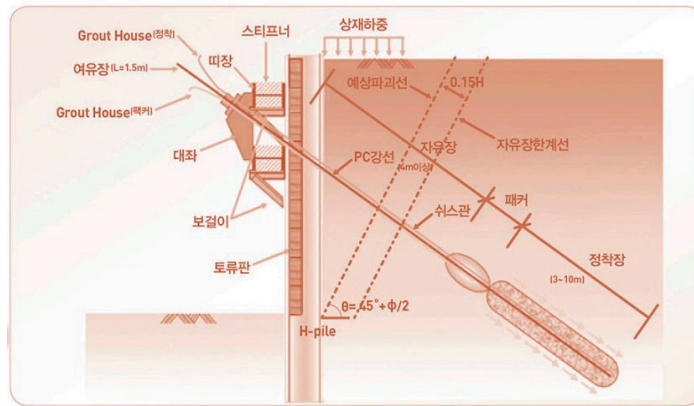 Grout House(정착)
스티프너
상재하중
띠장
여유장(L=1.5m)
예상파괴선
0.15H
Grout House(팩커)
자유장한계선
대좌
PC강선
자유장
(4m이상)
쉬스관
패커
보걸이
정착장
토류판
(3~10m)
θ=45˚+ϕ/2
H-pile